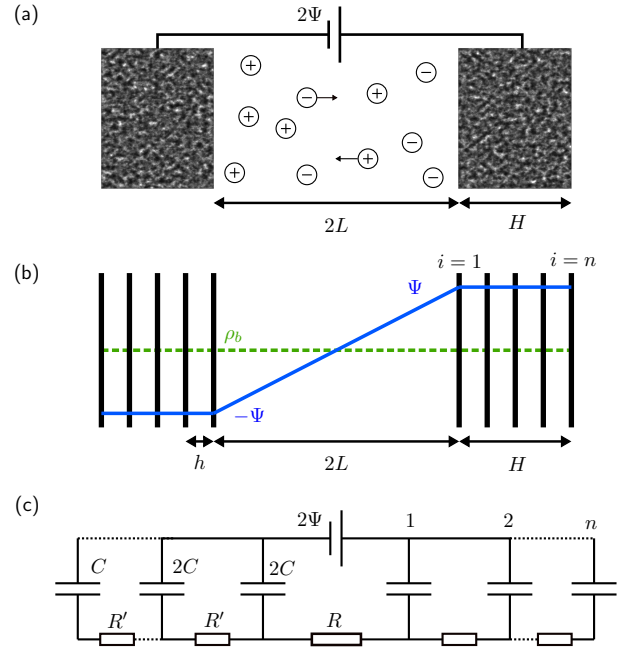 (a)
2Ψ
+ − + −
+ +
− + −
+ − −
2L
H
(b)
i = 1 i = n
Ψ
ρb
−Ψ
h
2L
H
(c)
2Ψ 1 2 n
C 2C 2C
R′ R′ R